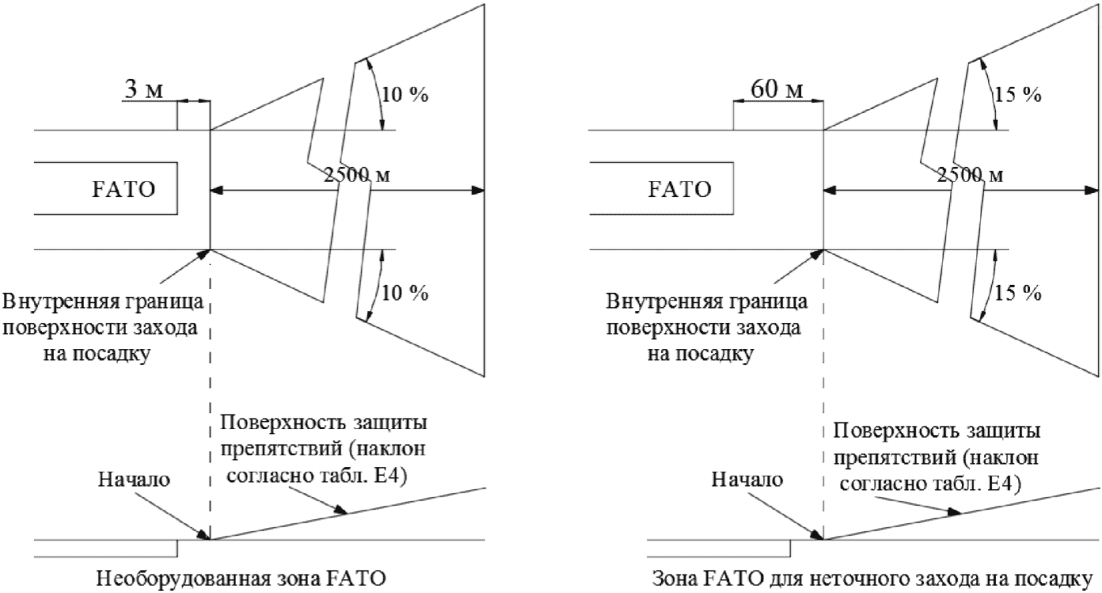 3 м
10 %
FATO
2500 м
10 %
Внутренняя граница
поверхности захода
на посадку
Поверхность защиты
препятствий (наклон
согласно табл. Е4)
Начало
Необорудованная зона FATO
60 м
15 %
FATO
2500 м
15 %
Внутренняя граница
поверхности захода
на посадку
Поверхность защиты
препятствий (наклон
согласно табл. Е4)
Начало
Зона FATO для неточного захода на посадку